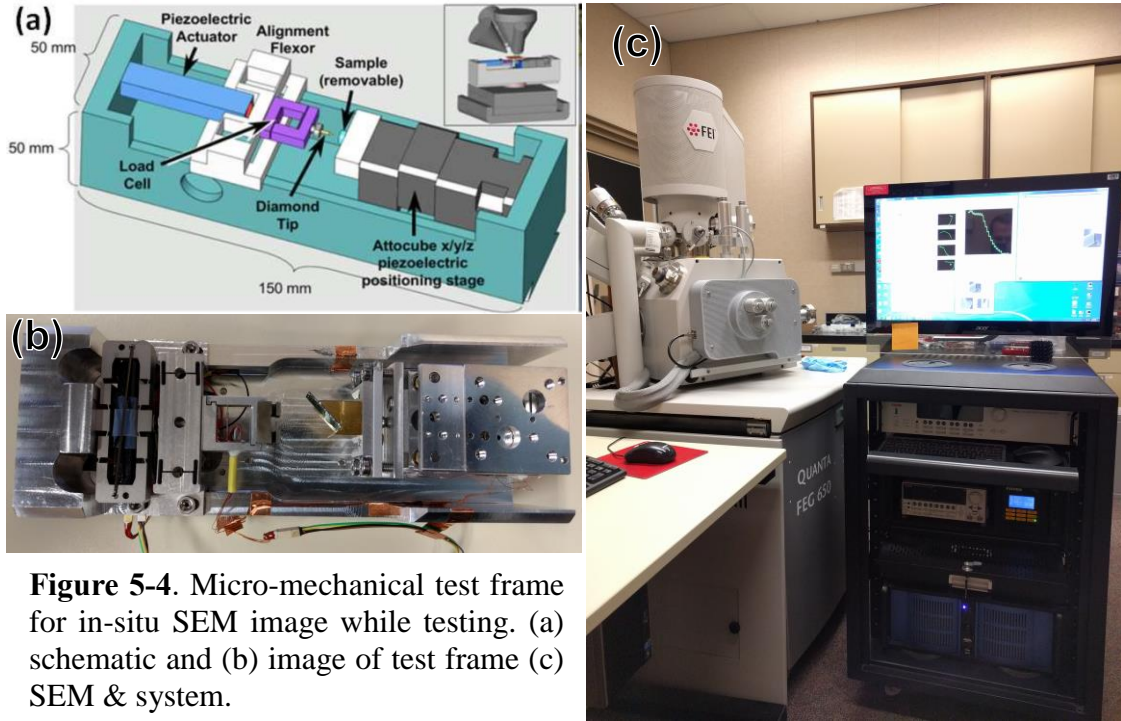 (a)
Piezoelectric
Actuator
Alignment
Flexor
Sample
(removable)
50 mm
50 mm
Load
Cell
Diamond
Tip
Attocube x/y/z
piezoelectric
positioning stage
150 mm
(b)
Figure 5-4. Micro-mechanical test frame
for in-situ SEM image while testing. (a)
schematic and (b) image of test frame (c)
SEM & system.
(c)
FEI
QUANTA
FEG 650
acer